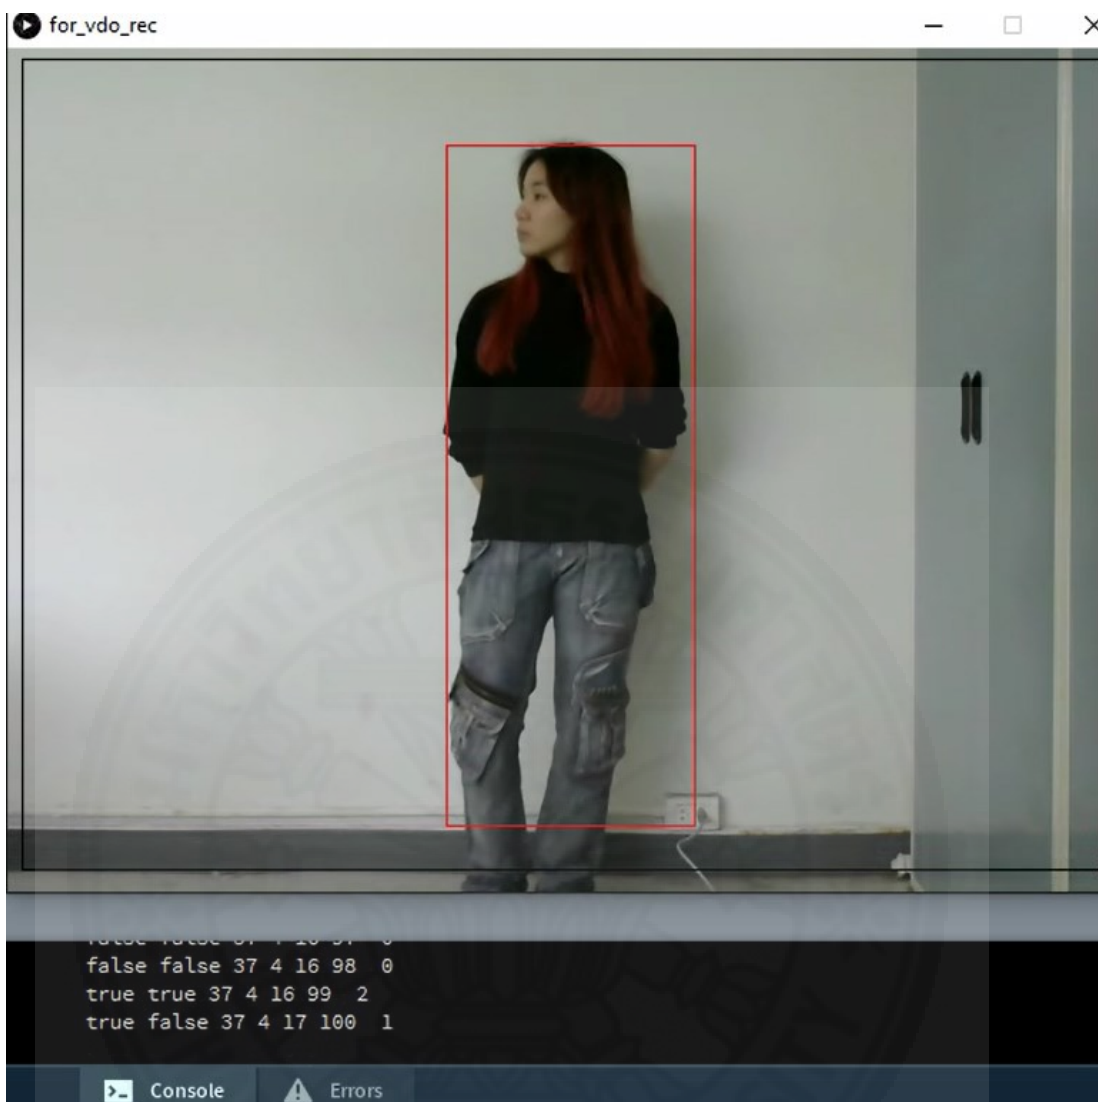 for_vdo_rec
false false 37 4 16 98 0
true true 37 4 16 99 2
true false 37 4 17 100 1
Console
Errors